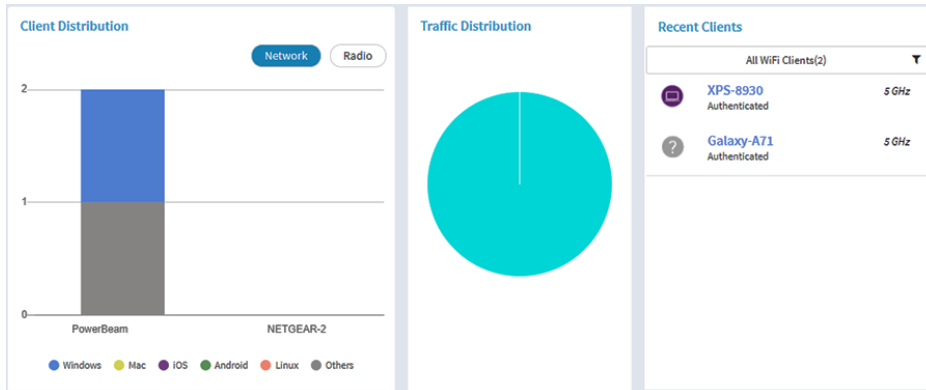 Client Distribution
Network
Radio
2
1
0
PowerBeam
NETGEAR-2
Windows
Mac
iOS
Android
Linux
Others
Traffic Distribution
Recent Clients
All WiFi Clients(2)
XPS-8930
5 GHz
Authenticated
?
Galaxy-A71
5 GHz
Authenticated